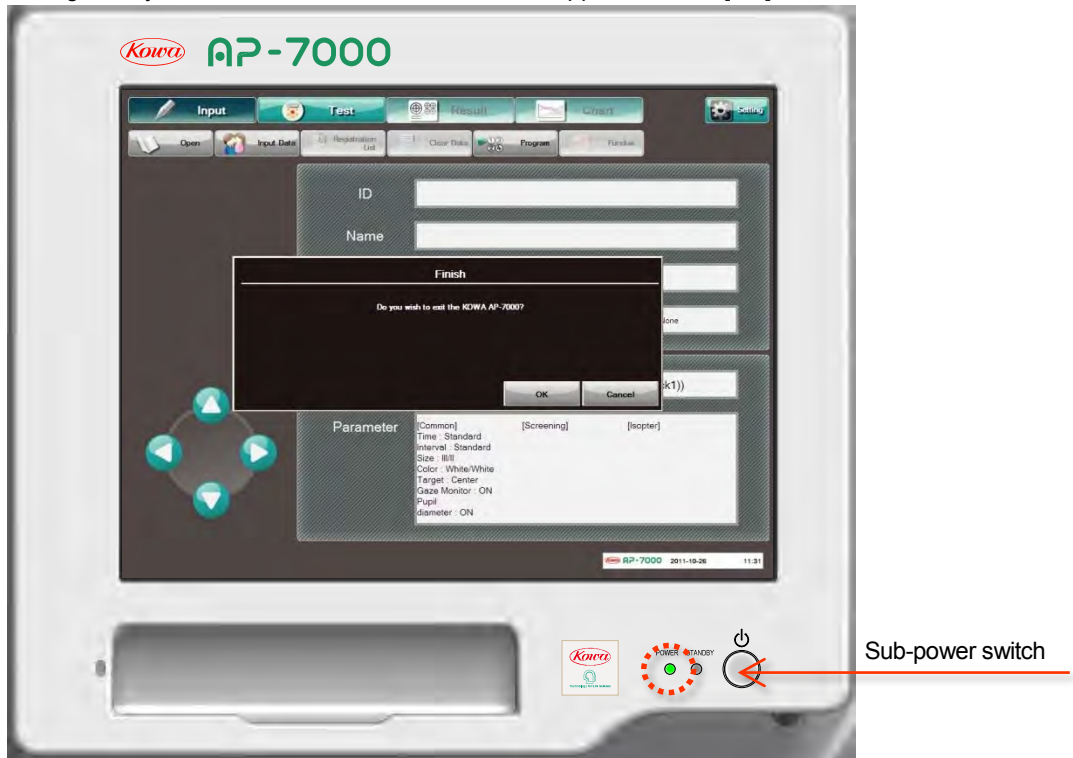 Kowa AP-7000
Input Test Result Chart Setting
Open Input Data Registration List Clear Data Program Fundus
ID
Name
Finish
Do you wish to exit the KOWA AP-7000?
None
OK Cancel
k1))
Parameter
[Common] [Screening] [Isopter]
Time : Standard
Interval : Standard
Size : III/II
Color : White/White
Target : Center
Gaze Monitor : ON
Pupil
diameter : ON
Kowa AP-7000 2011-10-26 11:31
Kowa
POWER STANDBY
Sub-power switch